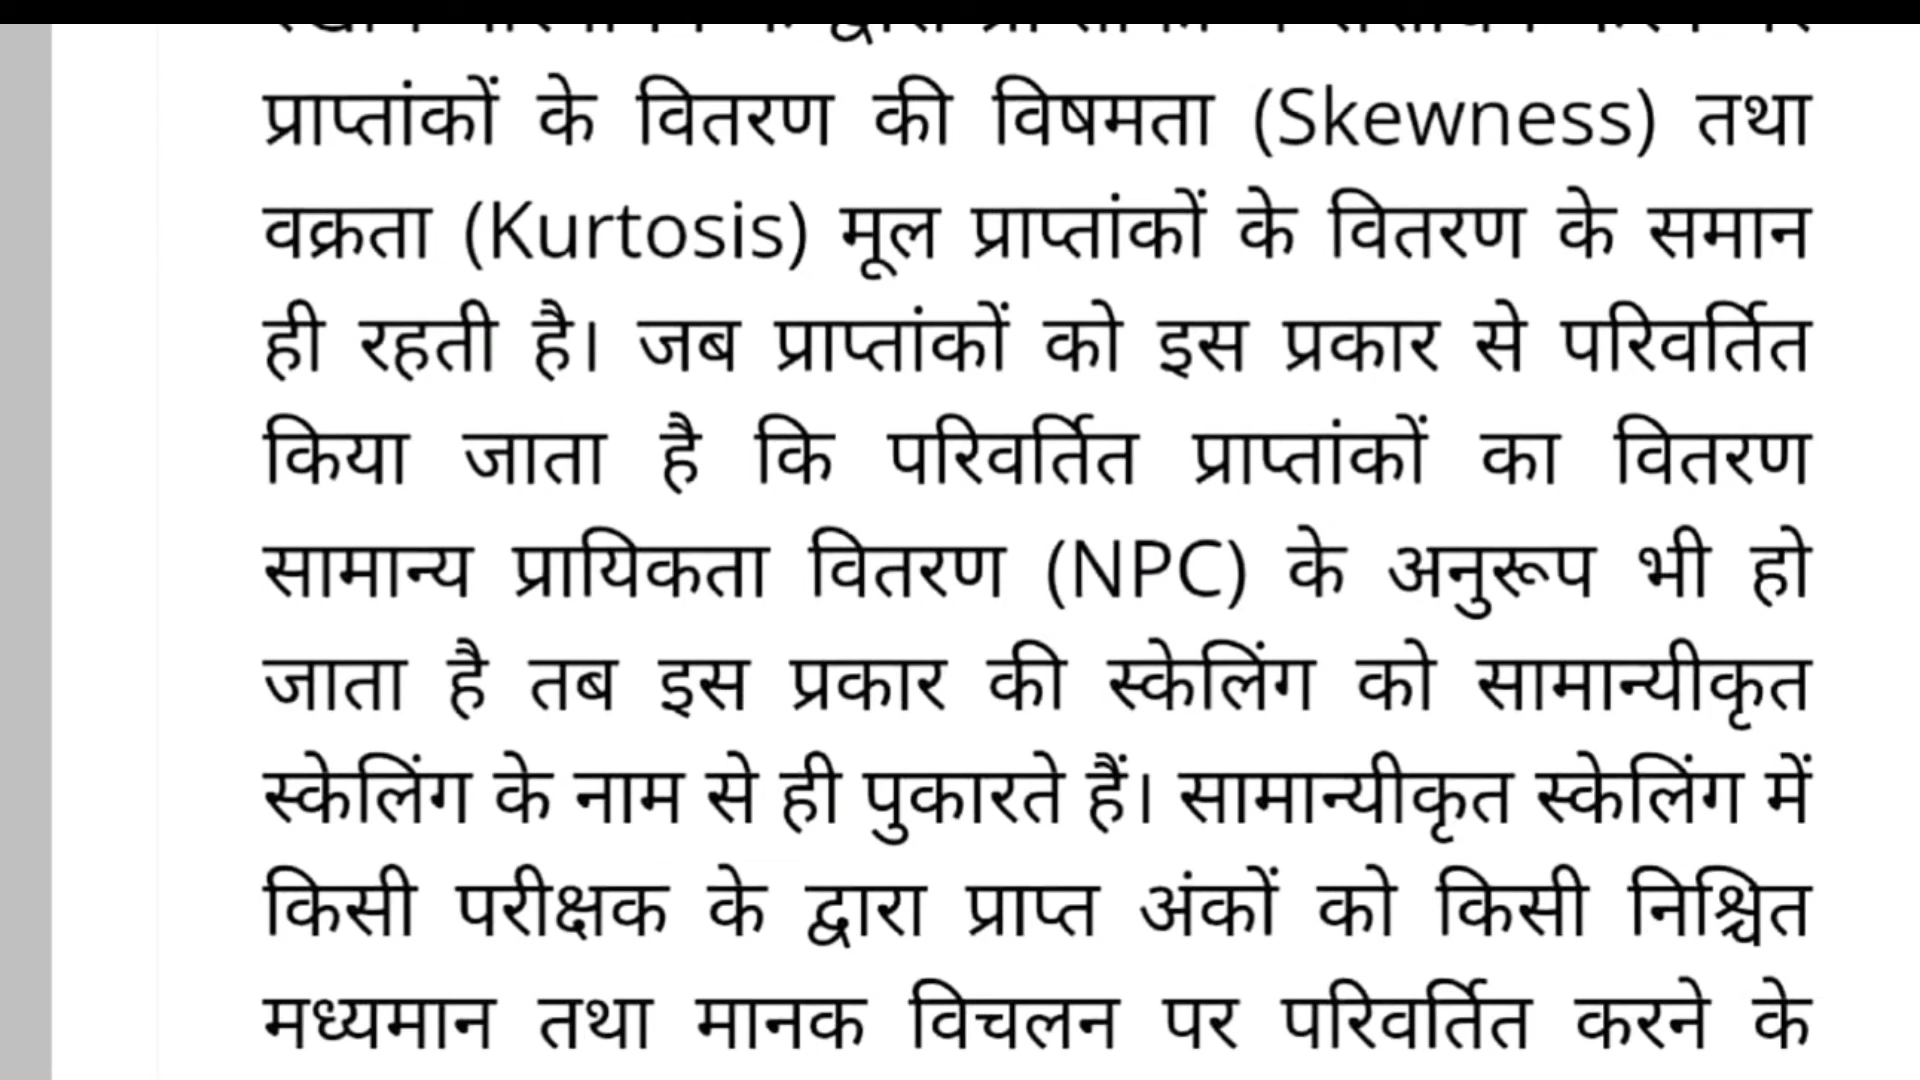 के द्वारा
प्राप्तांकों के वितरण की विषमता (Skewness) तथा
वक्रता (Kurtosis) मूल प्राप्तांकों के वितरण के समान
ही रहती है। जब प्राप्तांकों को इस प्रकार से परिवर्तित
किया जाता है कि परिवर्तित प्राप्तांकों का वितरण
सामान्य प्रायिकता वितरण (NPC) के अनुरूप भी हो
जाता है तब इस प्रकार की स्केलिंग को सामान्यीकृत
स्केलिंग के नाम से ही पुकारते हैं। सामान्यीकृत स्केलिंग में
किसी परीक्षक के द्वारा प्राप्त अंकों को किसी निश्चित
मध्यमान तथा मानक विचलन पर परिवर्तित करने के